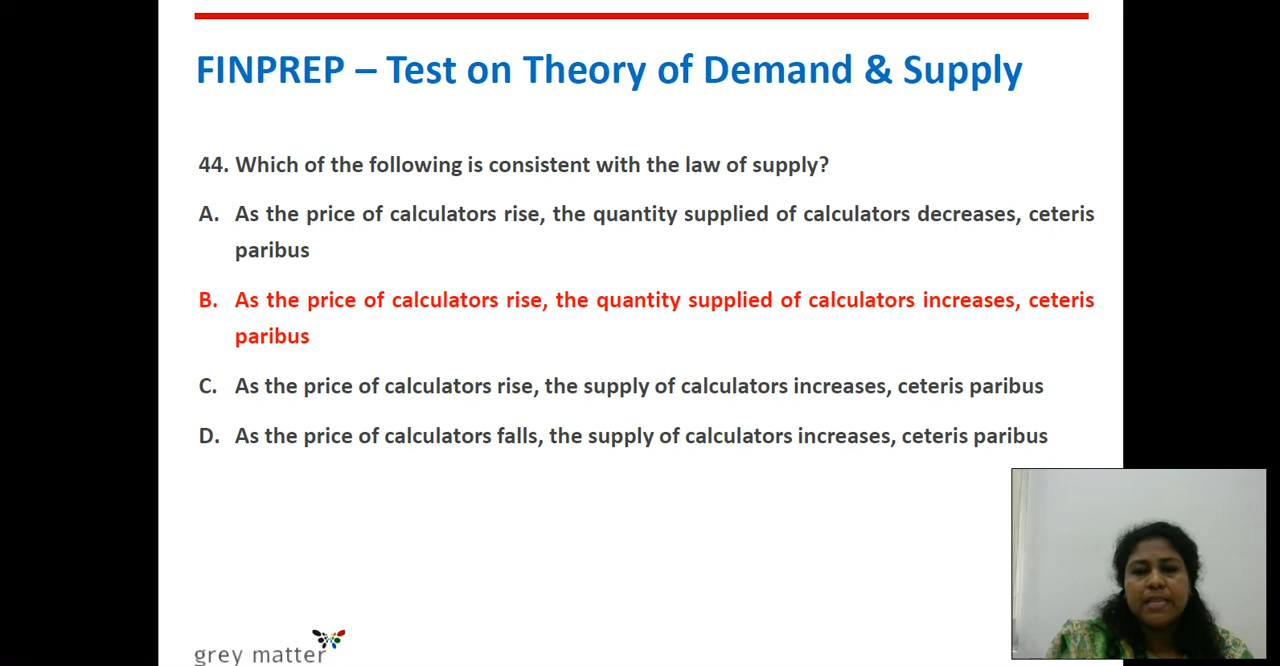 FINPREP – Test on Theory of Demand & Supply
44. Which of the following is consistent with the law of supply?
A. As the price of calculators rise, the quantity supplied of calculators decreases, ceteris
paribus
B. As the price of calculators rise, the quantity supplied of calculators increases, ceteris
paribus
C. As the price of calculators rise, the supply of calculators increases, ceteris paribus
D. As the price of calculators falls, the supply of calculators increases, ceteris paribus
grey matter